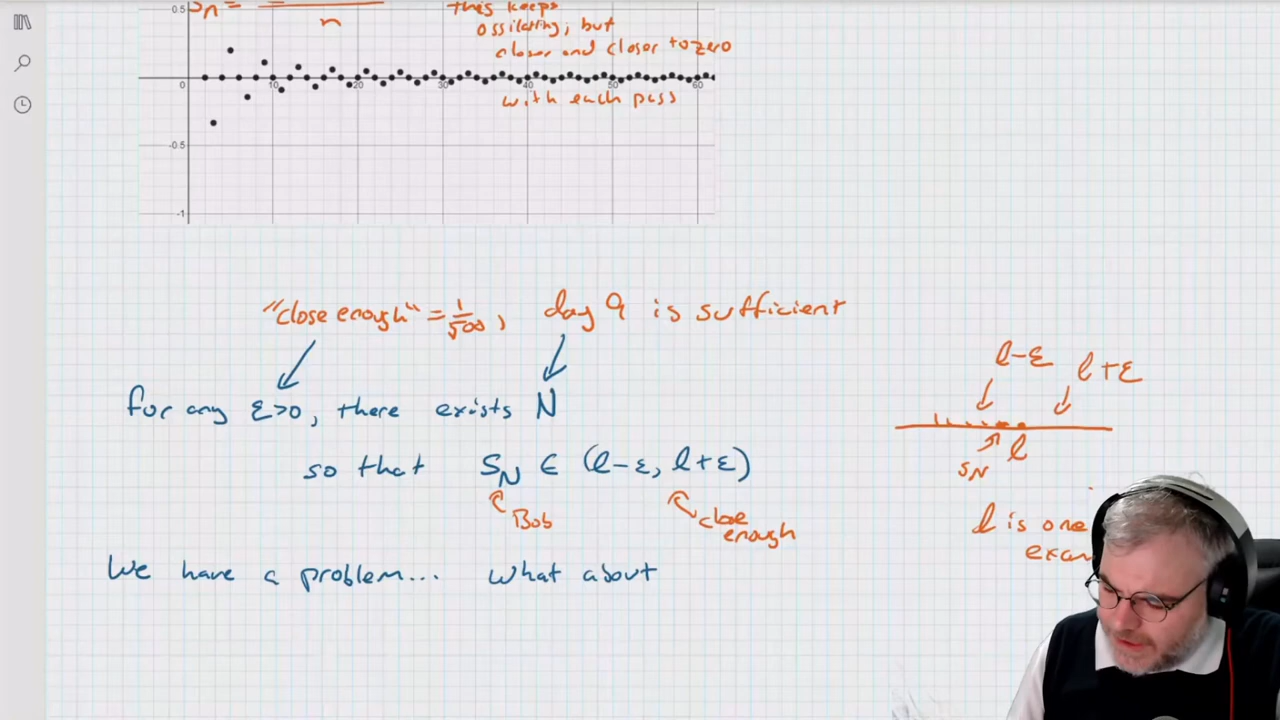 0.5
Sn =
n
this keeps
ossilating, but
closer and closer to zero
0 10 20 30 40 50 60
with each pass
-0.5
-1
"close enough" = 1/500, day 9 is sufficient
for any ε>0, there exists N
so that S_N ∈ (l-ε, l+ε)
Bob
close
enough
We have a problem... what about
l-ε l+ε
S_N l
l is one